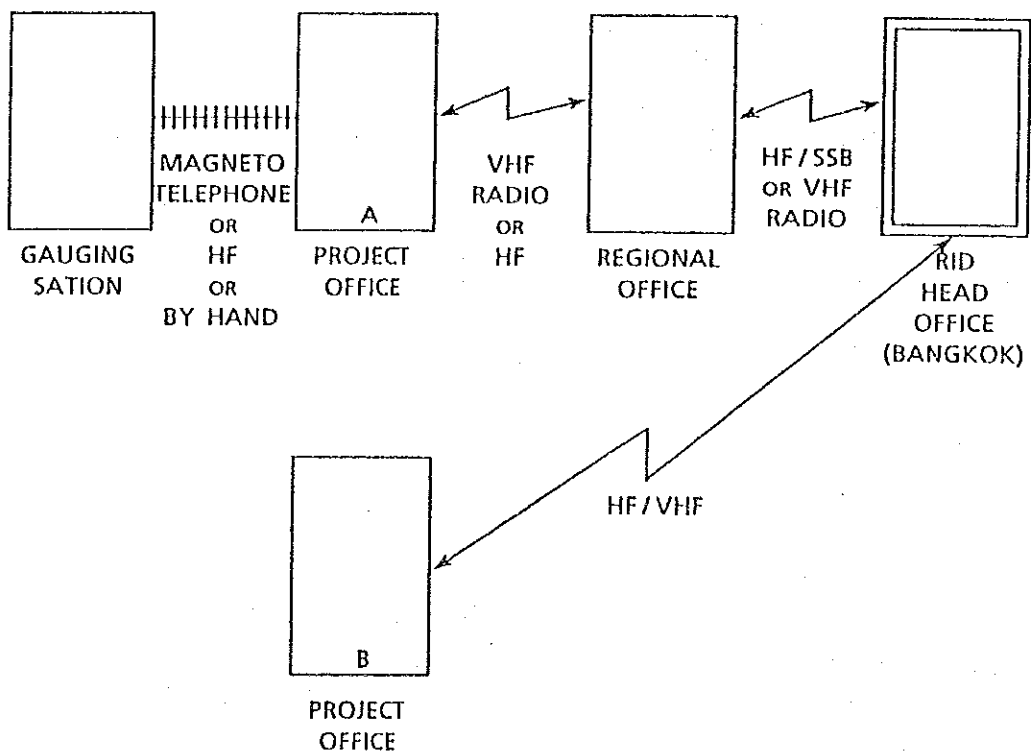 A
GAUGING
SATION
MAGNETO
TELEPHONE
OR
HF
OR
BY HAND
PROJECT
OFFICE
VHF
RADIO
OR
HF
REGIONAL
OFFICE
HF/SSB
OR VHF
RADIO
RID
HEAD
OFFICE
(BANGKOK)
HF/VHF
B
PROJECT
OFFICE